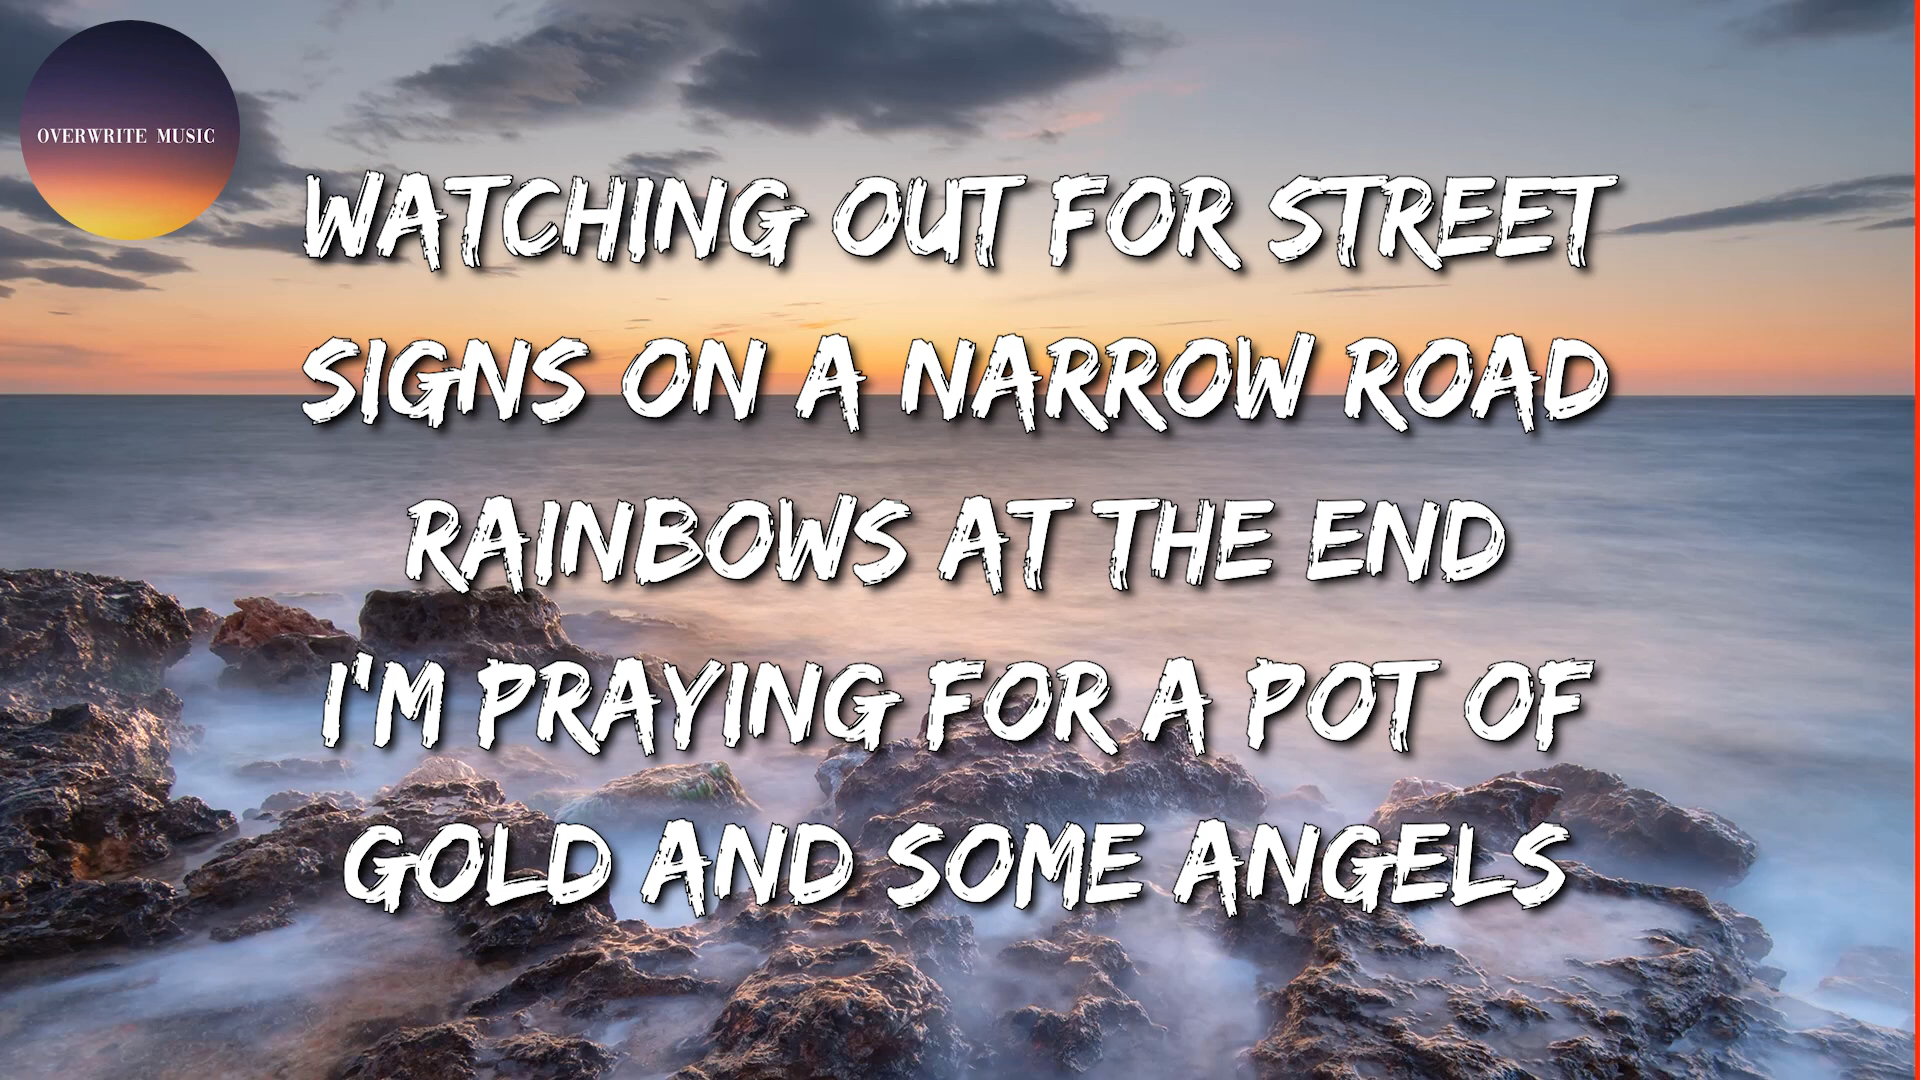 OVERWRITE MUSIC
WATCHING OUT FOR STREET
SIGNS ON A NARROW ROAD
RAINBOWS AT THE END
I'M PRAYING FOR A POT OF
GOLD AND SOME ANGELS